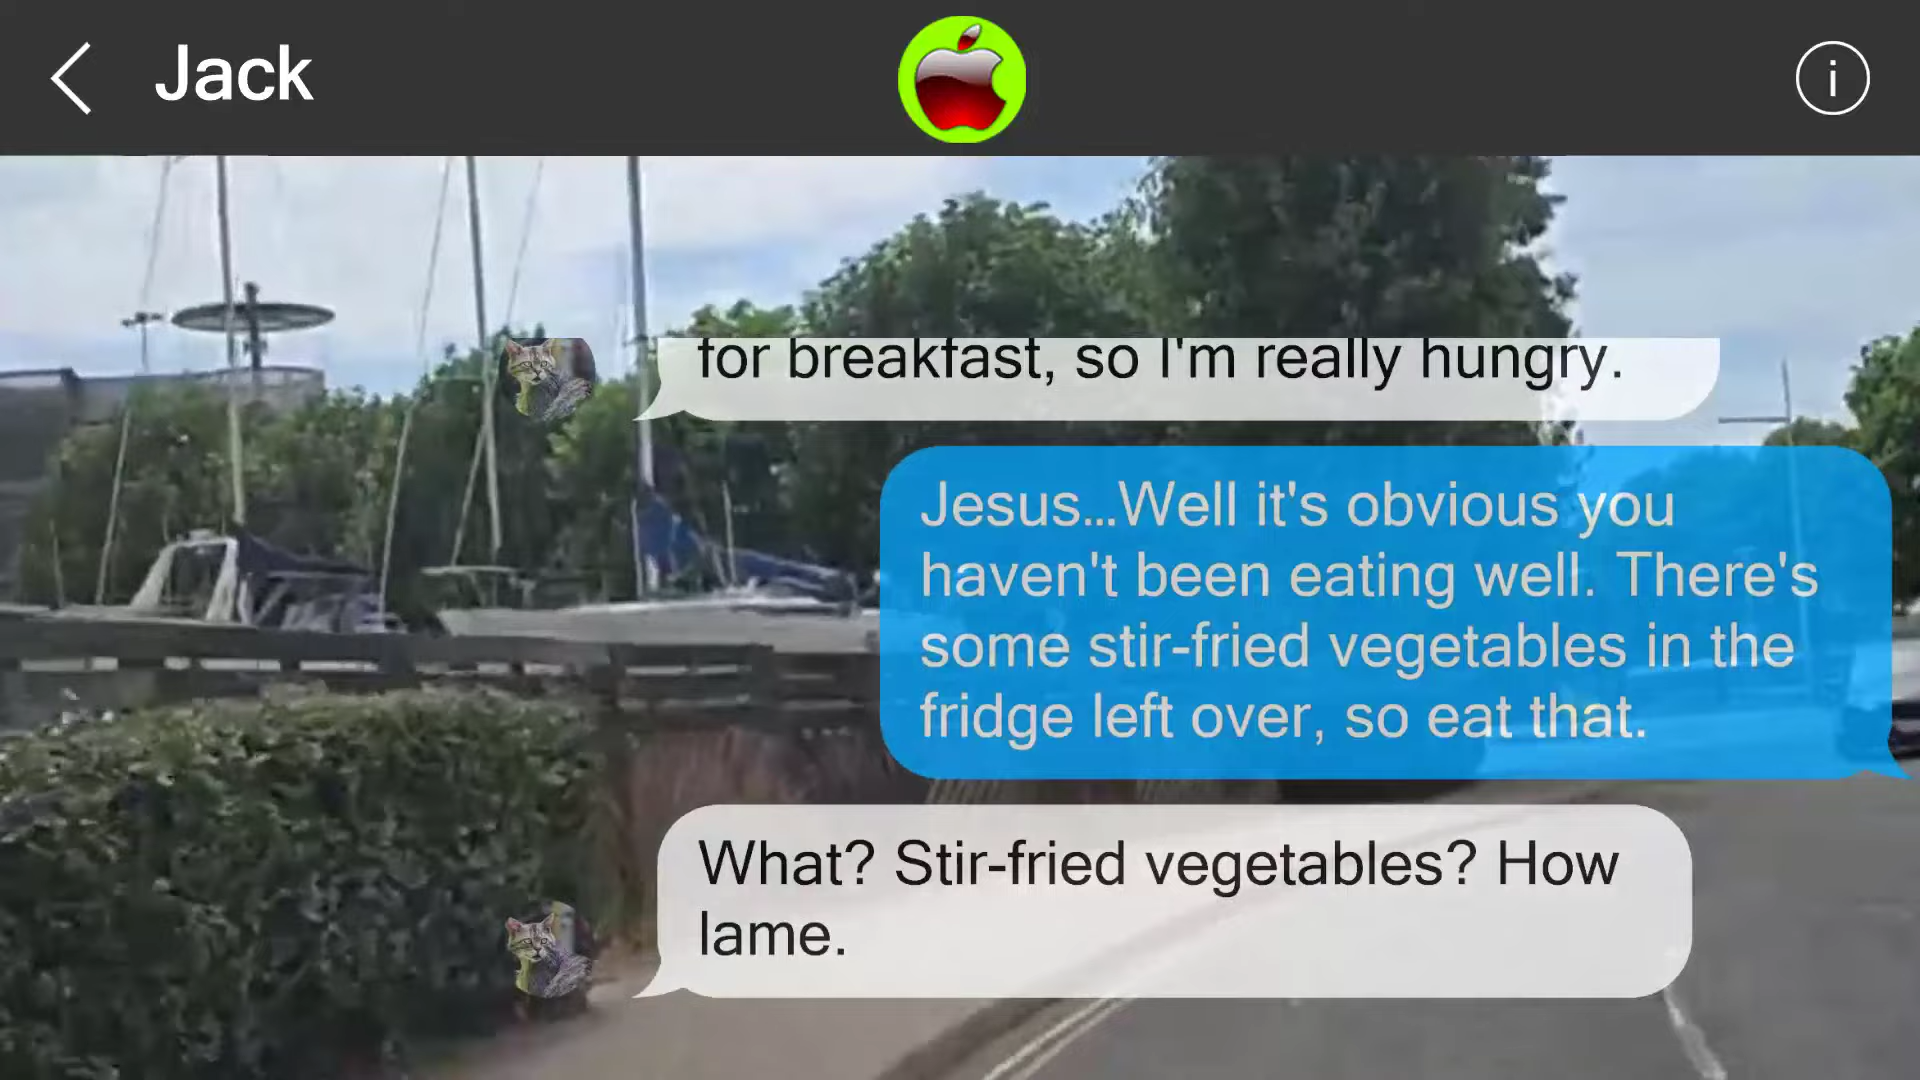 Jack
for breakfast, so I'm really hungry.
Jesus...Well it's obvious you
haven't been eating well. There's
some stir-fried vegetables in the
fridge left over, so eat that.
What? Stir-fried vegetables? How
lame.